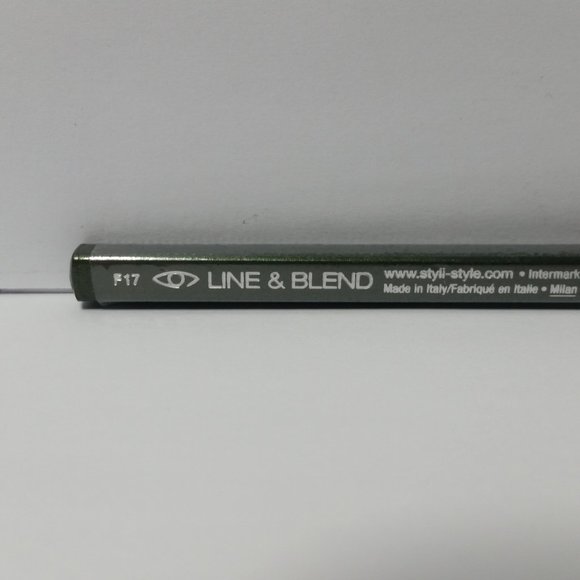 F17 LINE & BLEND
www.styli-style.com • Intermark
Made in Italy/Fabriqué en Italie • Milan